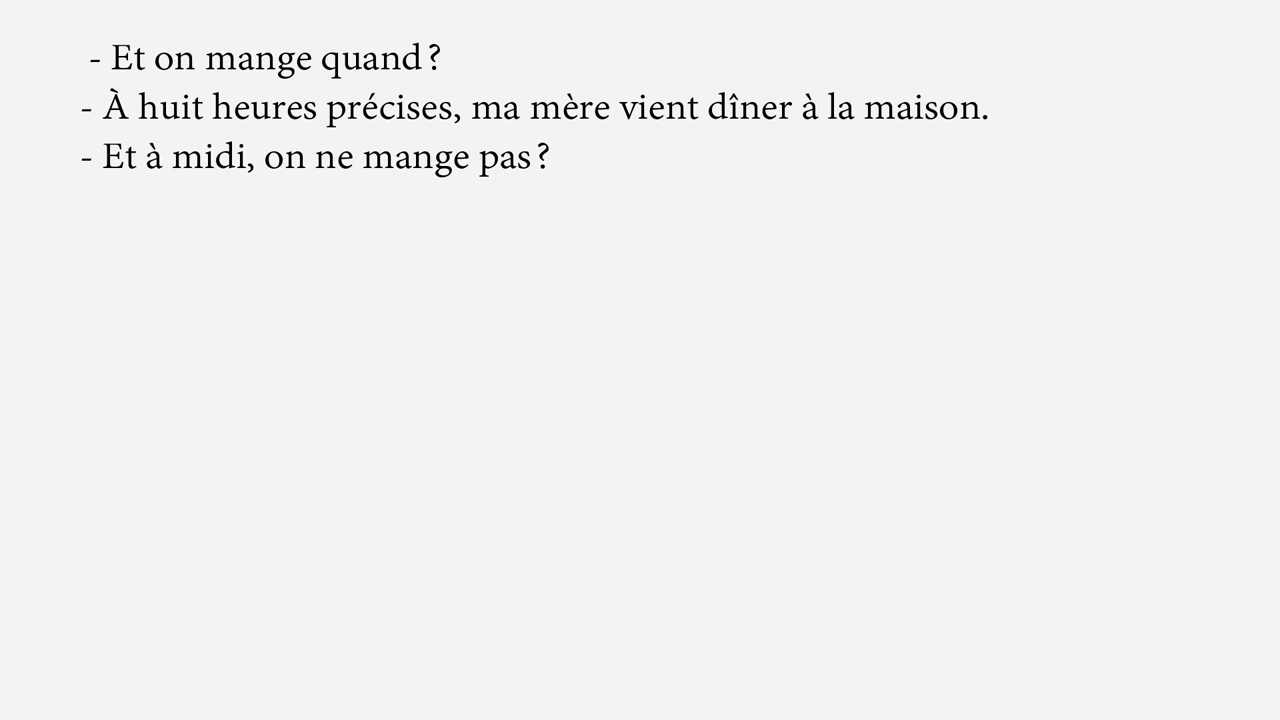 - Et on mange quand ?
- À huit heures précises, ma mère vient dîner à la maison.
- Et à midi, on ne mange pas ?